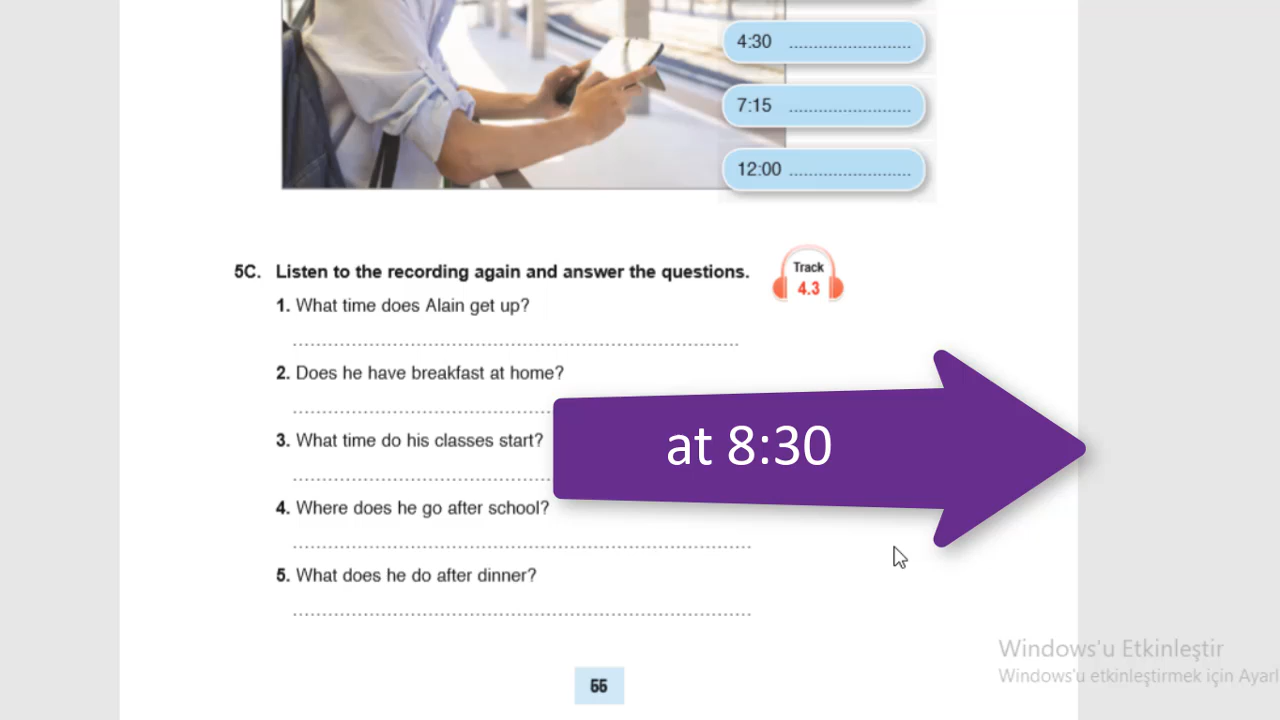 4:30 ........................
7:15 ........................
12:00 ........................
5C. Listen to the recording again and answer the questions.
Track
4.3
1. What time does Alain get up?
2. Does he have breakfast at home?
3. What time do his classes start?
at 8:30
4. Where does he go after school?
5. What does he do after dinner?
55
Windows'u Etkinleştir
Windows'u etkinleştirmek için Ayarl